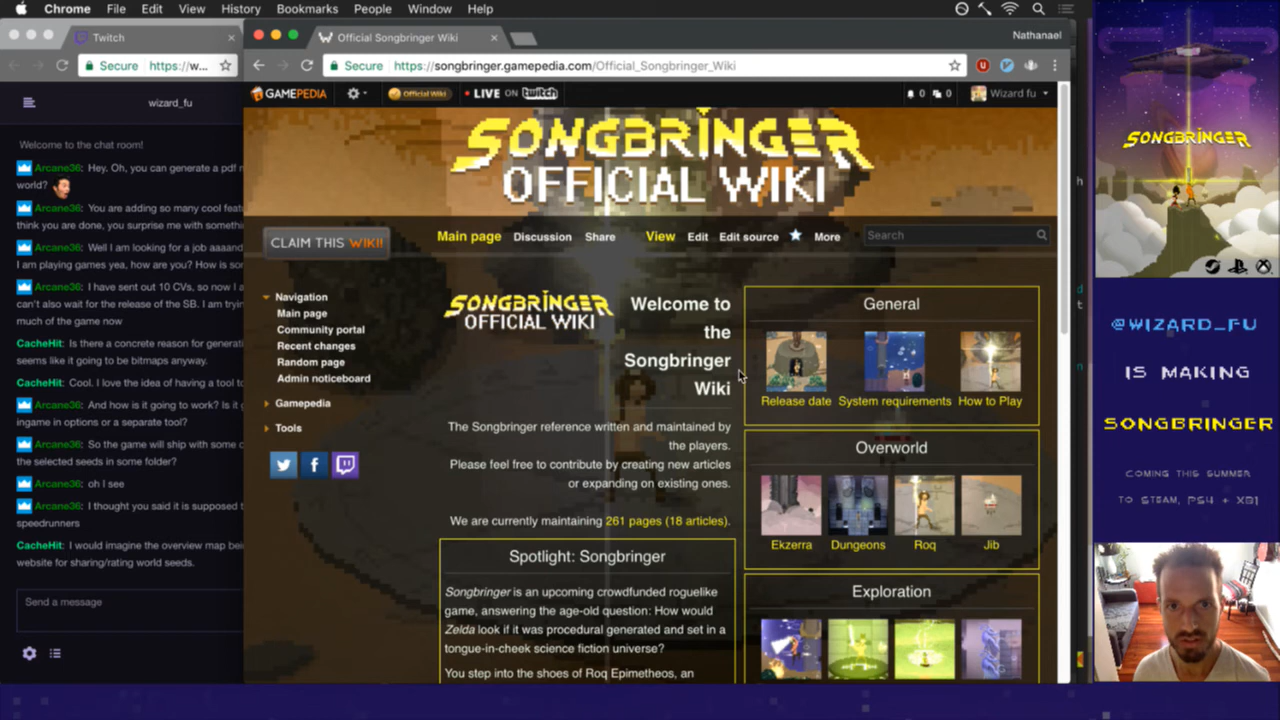 Chrome File Edit View History Bookmarks People Window Help
Twitch
Official Songbringer Wiki
Nathanael
Secure https://w...
Secure https://songbringer.gamepedia.com/Official_Songbringer_Wiki
wizard_fu
Welcome to the chat room!
Arcane36: Hey. Oh, you can generate a pdf
world?
Arcane36: You are adding so many cool
think you are done, you surprise me with
Arcane36: Well I am looking for a job aaaand
I am playing games yea, how are you? How is
Arcane36: I have sent out 10 CVs, so now I
can't also wait for the release of the SB. I am
much of the game now
CacheHit: Is there a concrete reason for
seems like it going to be bitmaps anyway.
CacheHit: Cool. I love the idea of having a tool
Arcane36: And how is it going to work? Is it
ingame in options or a separate tool?
Arcane36: So the game will ship with some
the selected seeds in some folder?
Arcane36: oh I see
Arcane36: I thought you said it is supposed
speedrunners
CacheHit: I would imagine the overview map
website for sharing/rating world seeds.
Send a message
GAMEPEDIA
Official Wiki
LIVE ON twitch
0 0
Wizard fu
SONGBRINGER
OFFICIAL WIKI
CLAIM THIS WIKI!
Main page Discussion Share View Edit Edit source More
Search
Navigation
Main page
Community portal
Recent changes
Random page
Admin noticeboard
Gamepedia
Tools
SONGBRINGER
OFFICIAL WIKI
Welcome to
the
Songbringer
Wiki
The Songbringer reference written and maintained by
the players.
Please feel free to contribute by creating new articles
or expanding on existing ones.
We are currently maintaining 261 pages (18 articles).
Spotlight: Songbringer
Songbringer is an upcoming crowdfunded roguelike
game, answering the age-old question: How would
Zelda look if it was procedural generated and set in a
tongue-in-cheek science fiction universe?
You step into the shoes of Roq Epimetheos, an
General
Release date System requirements How to Play
Overworld
Ekzerra Dungeons Roq Jib
Exploration
SONGBRINGER
@WIZARD_FU
IS MAKING
SONGBRINGER
COMING THIS SUMMER
TO STEAM, PS4 + XB1